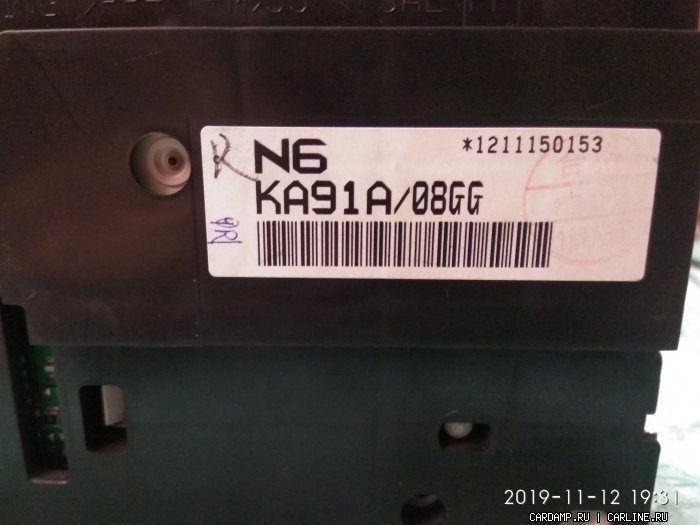 N6 *1211150153
KA91A/08GG
2019-11-12 19:31
CARDAMP.RU | CARLINE.RU